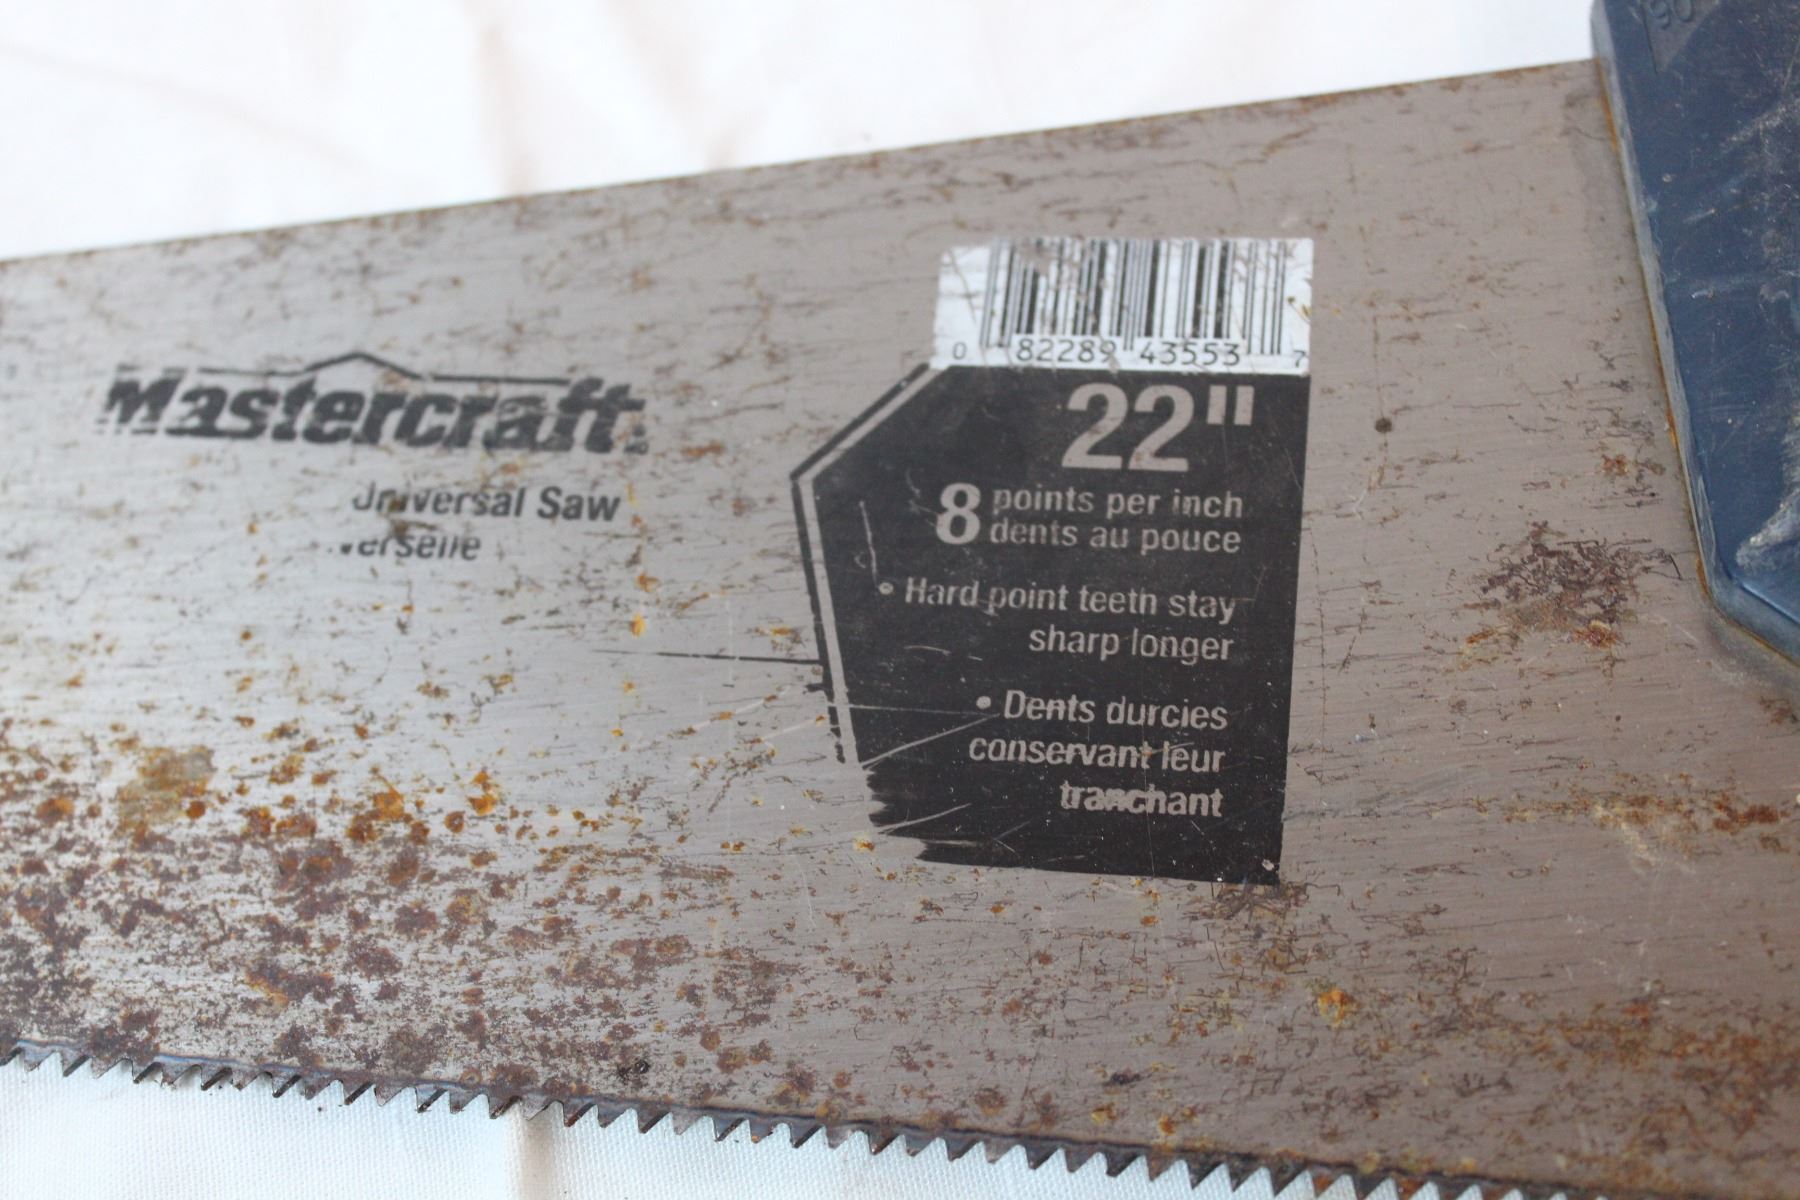 Mastercraft
Universal Saw
0 82289 43553 7
22"
8 points per inch
dents au pouce
• Hard point teeth stay
sharp longer
• Dents durcies
conservant leur
tranchant
90